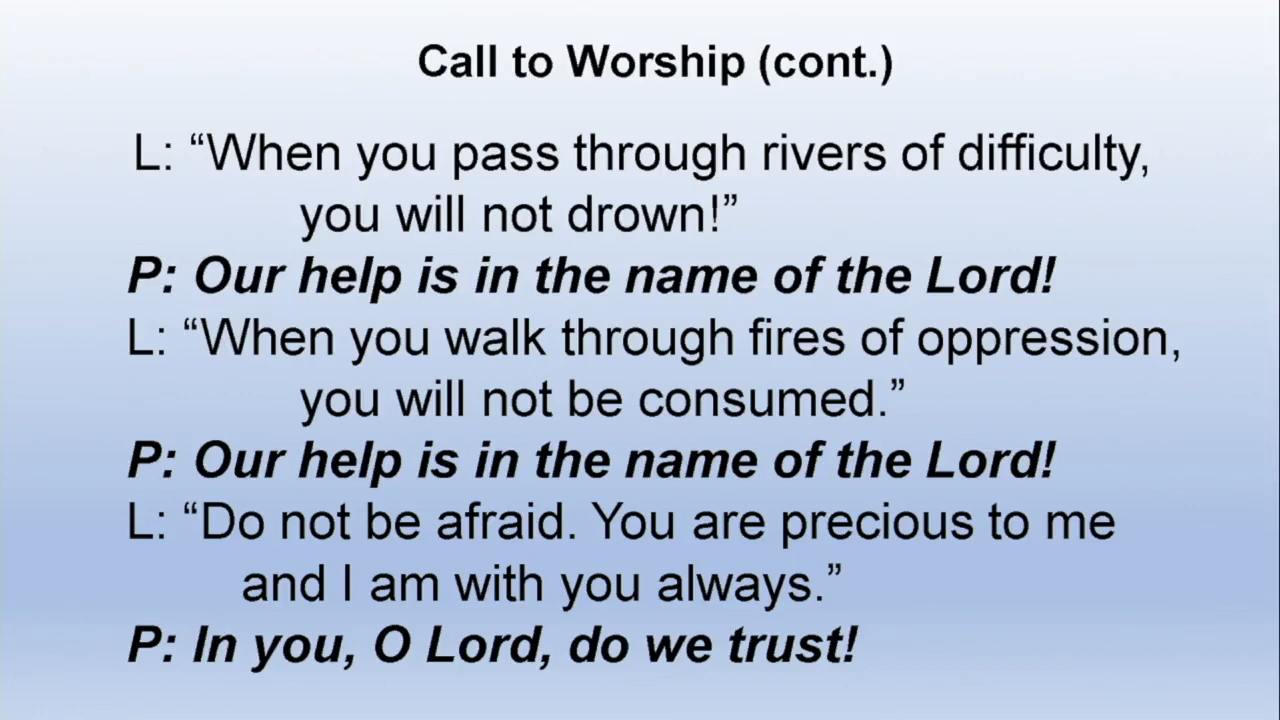 Call to Worship (cont.)
L: “When you pass through rivers of difficulty,
you will not drown!”
P: Our help is in the name of the Lord!
L: “When you walk through fires of oppression,
you will not be consumed.”
P: Our help is in the name of the Lord!
L: “Do not be afraid. You are precious to me
and I am with you always.”
P: In you, O Lord, do we trust!